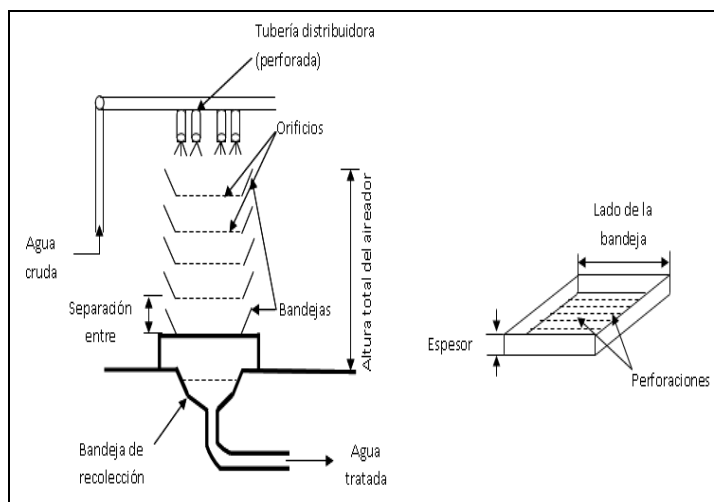 Tubería distribuidora
(perforada)
Orificios
Agua
cruda
Separación
entre
Bandejas
Altura total del aireador
Bandeja de
recolección
Agua
tratada
Lado de la
bandeja
Espesor
Perforaciones